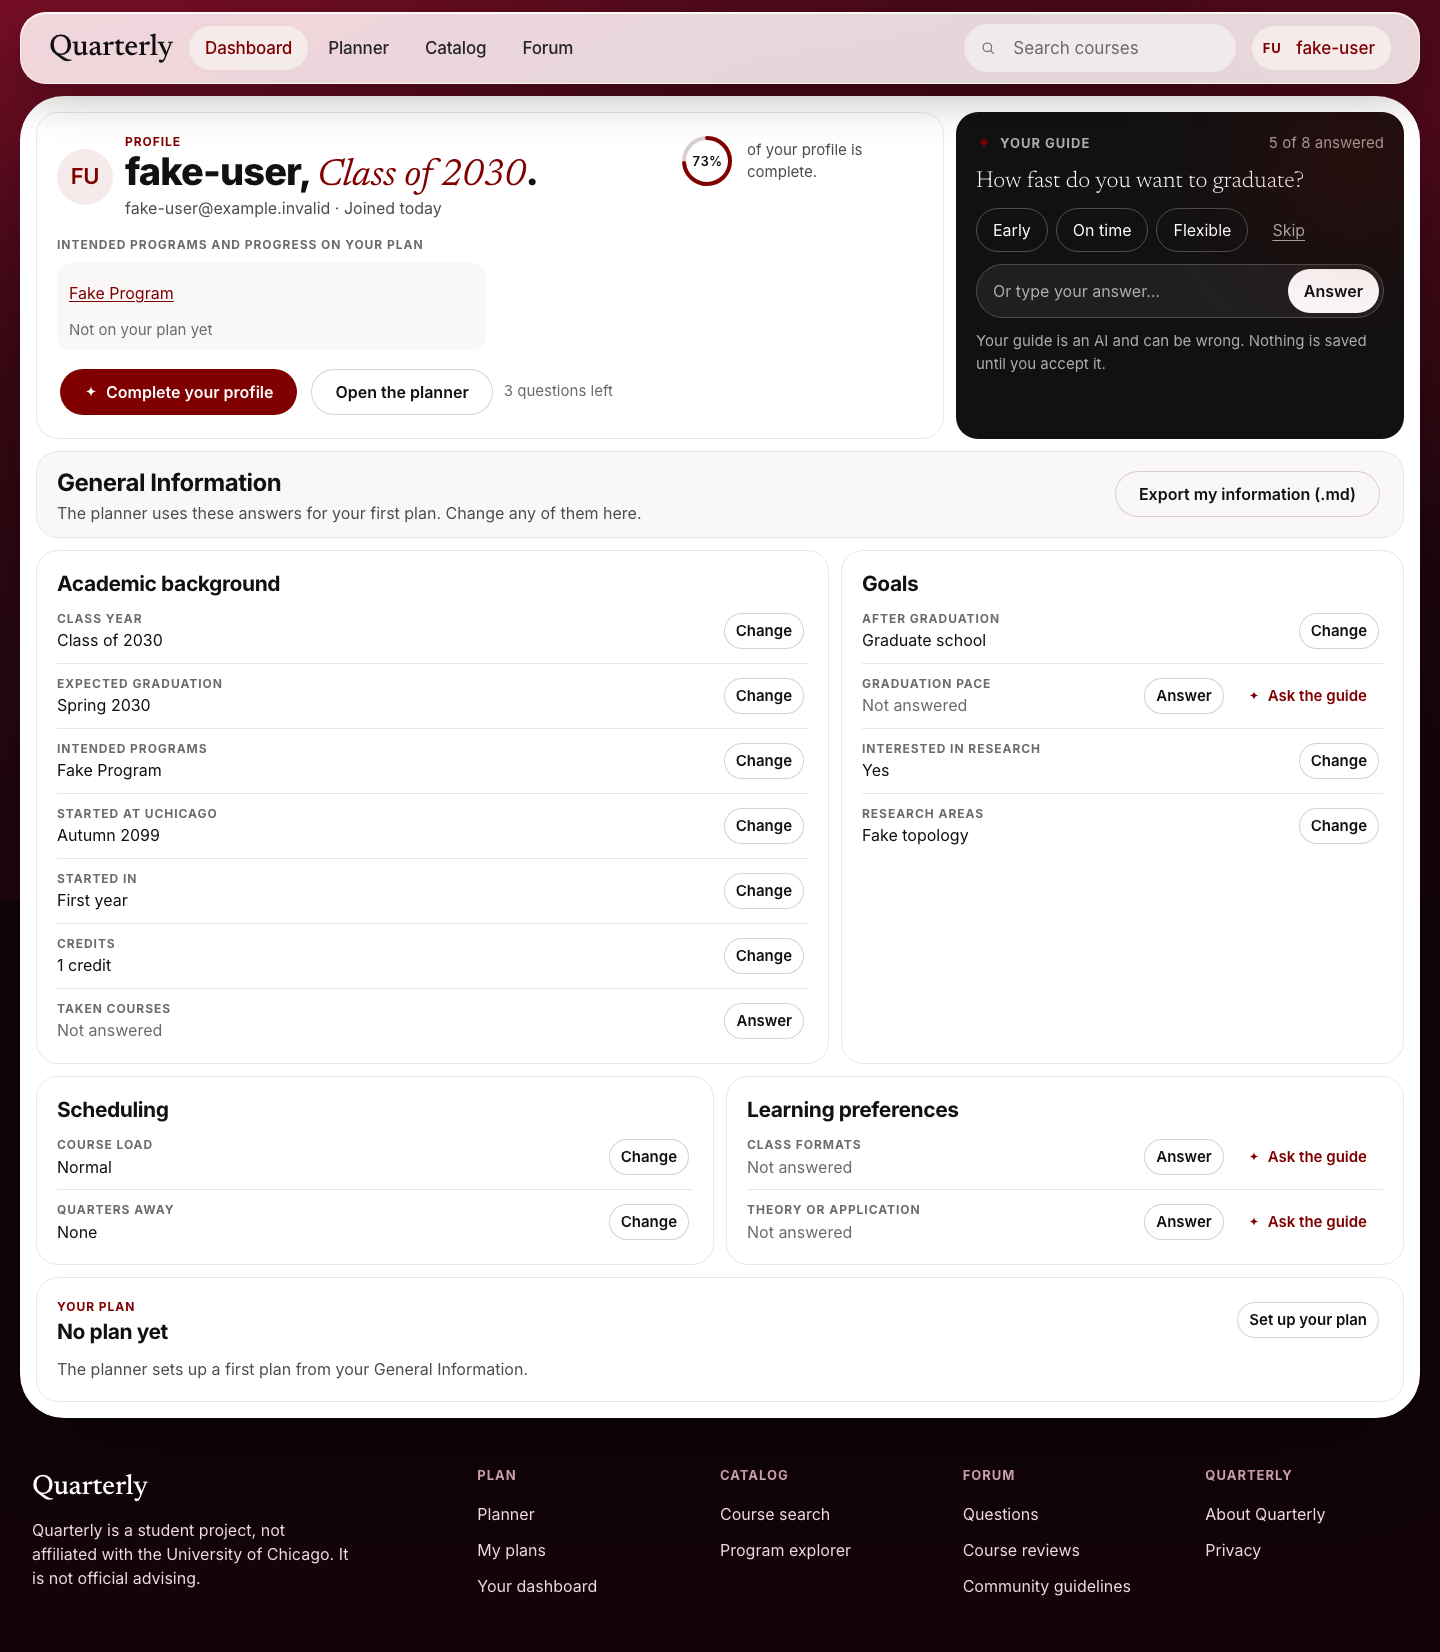 Quarterly
Dashboard
Planner
Catalog
Forum
Search courses
FU
fake-user
PROFILE
FU
fake-user, Class of 2030.
fake-user@example.invalid · Joined today
73%
of your profile is
complete.
INTENDED PROGRAMS AND PROGRESS ON YOUR PLAN
Fake Program
Not on your plan yet
Complete your profile
Open the planner
3 questions left
YOUR GUIDE
5 of 8 answered
How fast do you want to graduate?
Early
On time
Flexible
Skip
Or type your answer...
Answer
Your guide is an AI and can be wrong. Nothing is saved
until you accept it.
General Information
The planner uses these answers for your first plan. Change any of them here.
Export my information (.md)
Academic background
CLASS YEAR
Class of 2030
Change
EXPECTED GRADUATION
Spring 2030
Change
INTENDED PROGRAMS
Fake Program
Change
STARTED AT UCHICAGO
Autumn 2099
Change
STARTED IN
First year
Change
CREDITS
1 credit
Change
TAKEN COURSES
Not answered
Answer
Goals
AFTER GRADUATION
Graduate school
Change
GRADUATION PACE
Not answered
Answer
Ask the guide
INTERESTED IN RESEARCH
Yes
Change
RESEARCH AREAS
Fake topology
Change
Scheduling
COURSE LOAD
Normal
Change
QUARTERS AWAY
None
Change
Learning preferences
CLASS FORMATS
Not answered
Answer
Ask the guide
THEORY OR APPLICATION
Not answered
Answer
Ask the guide
YOUR PLAN
No plan yet
The planner sets up a first plan from your General Information.
Set up your plan
Quarterly
Quarterly is a student project, not
affiliated with the University of Chicago. It
is not official advising.
PLAN
Planner
My plans
Your dashboard
CATALOG
Course search
Program explorer
FORUM
Questions
Course reviews
Community guidelines
QUARTERLY
About Quarterly
Privacy